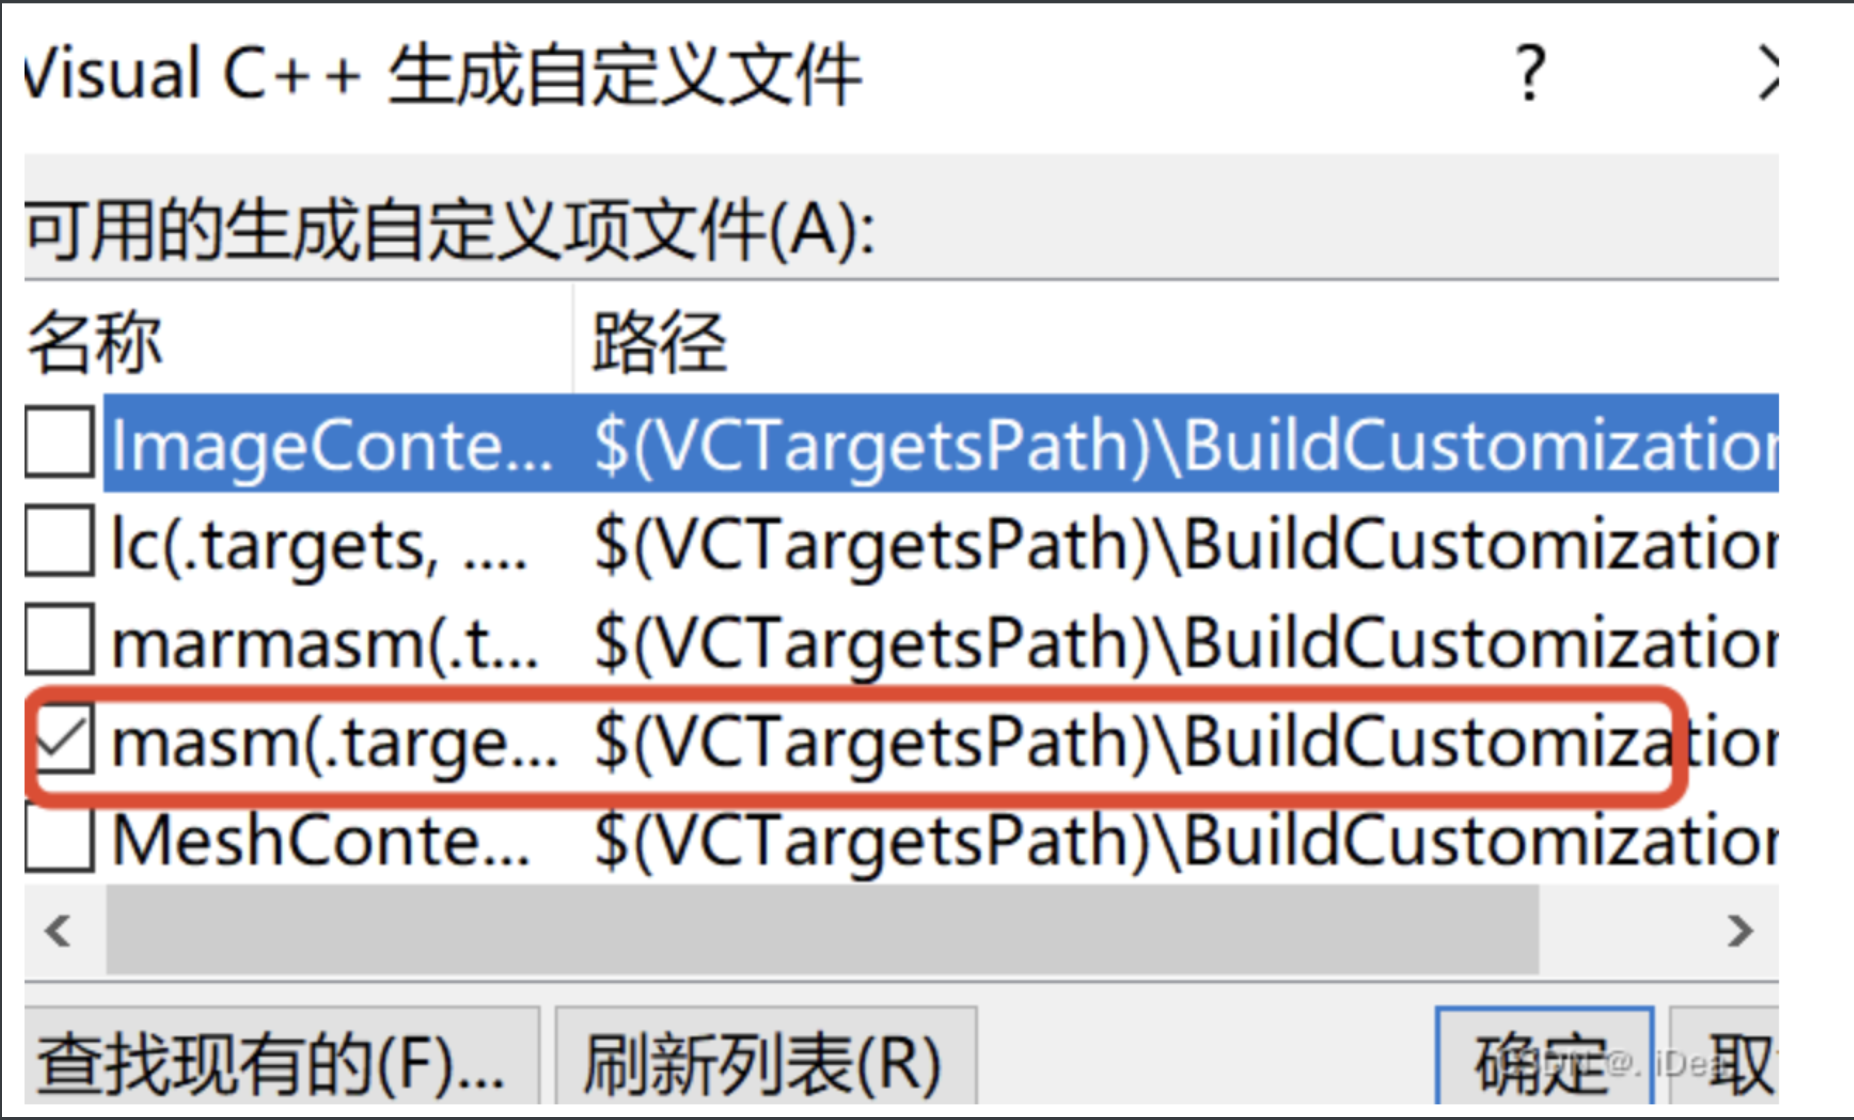 Visual C++ 生成自定义文件 ?
可用的生成自定义项文件(A):
名称 路径
ImageConte... $(VCTargetsPath)\BuildCustomization
lc(.targets, .... $(VCTargetsPath)\BuildCustomization
marmasm(.t... $(VCTargetsPath)\BuildCustomization
masm(.targe... $(VCTargetsPath)\BuildCustomization
MeshConte... $(VCTargetsPath)\BuildCustomization
查找现有的(F)... 刷新列表(R) 确定 取
CSDN @. iDea